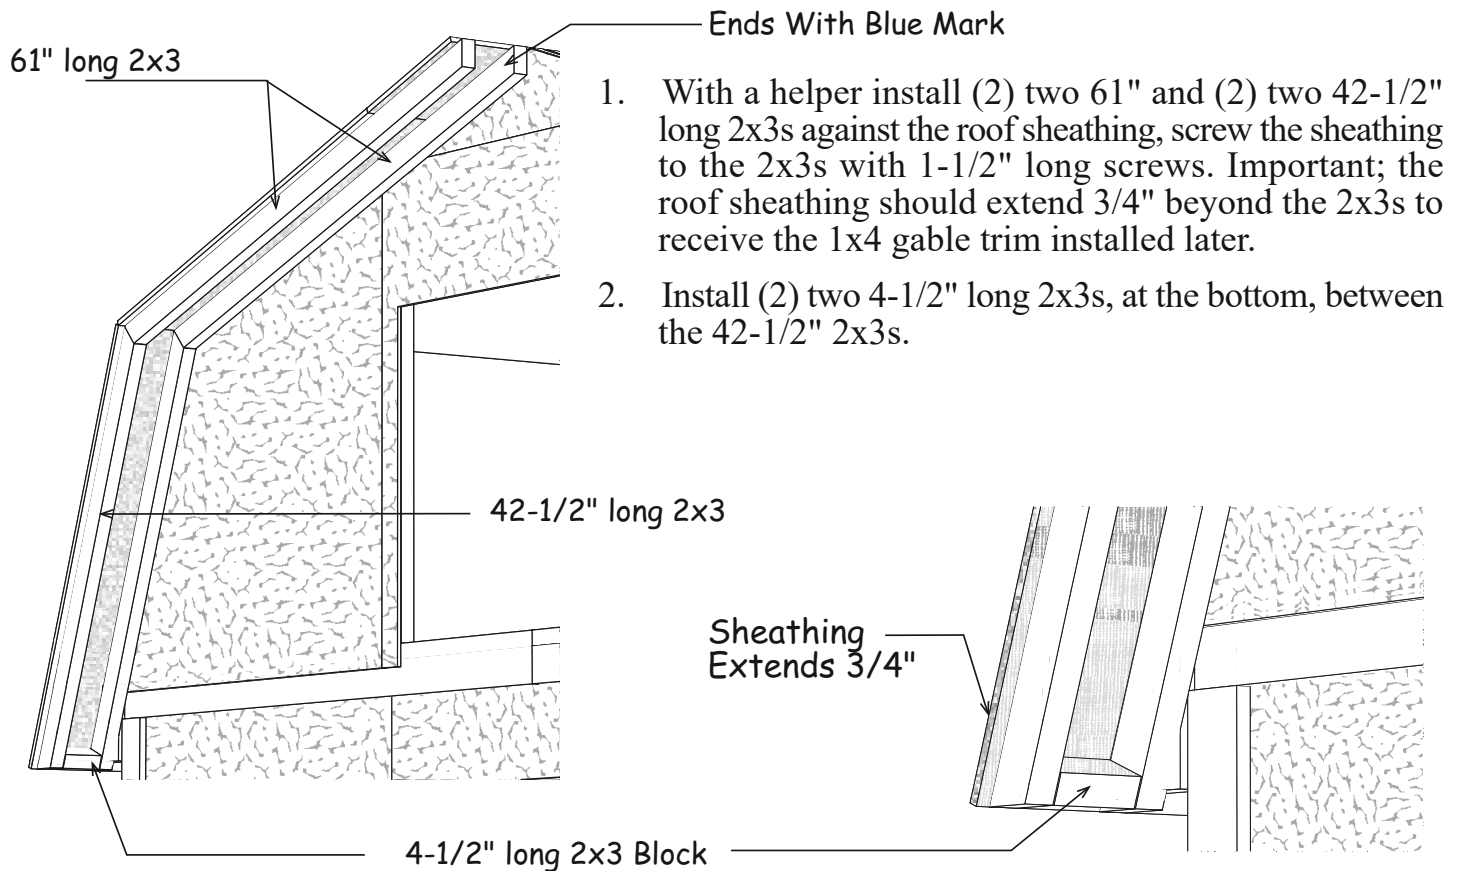 Ends With Blue Mark
61" long 2x3
1. With a helper install (2) two 61" and (2) two 42-1/2"
long 2x3s against the roof sheathing, screw the sheathing
to the 2x3s with 1-1/2" long screws. Important; the
roof sheathing should extend 3/4" beyond the 2x3s to
receive the 1x4 gable trim installed later.
2. Install (2) two 4-1/2" long 2x3s, at the bottom, between
the 42-1/2" 2x3s.
42-1/2" long 2x3
Sheathing
Extends 3/4"
4-1/2" long 2x3 Block